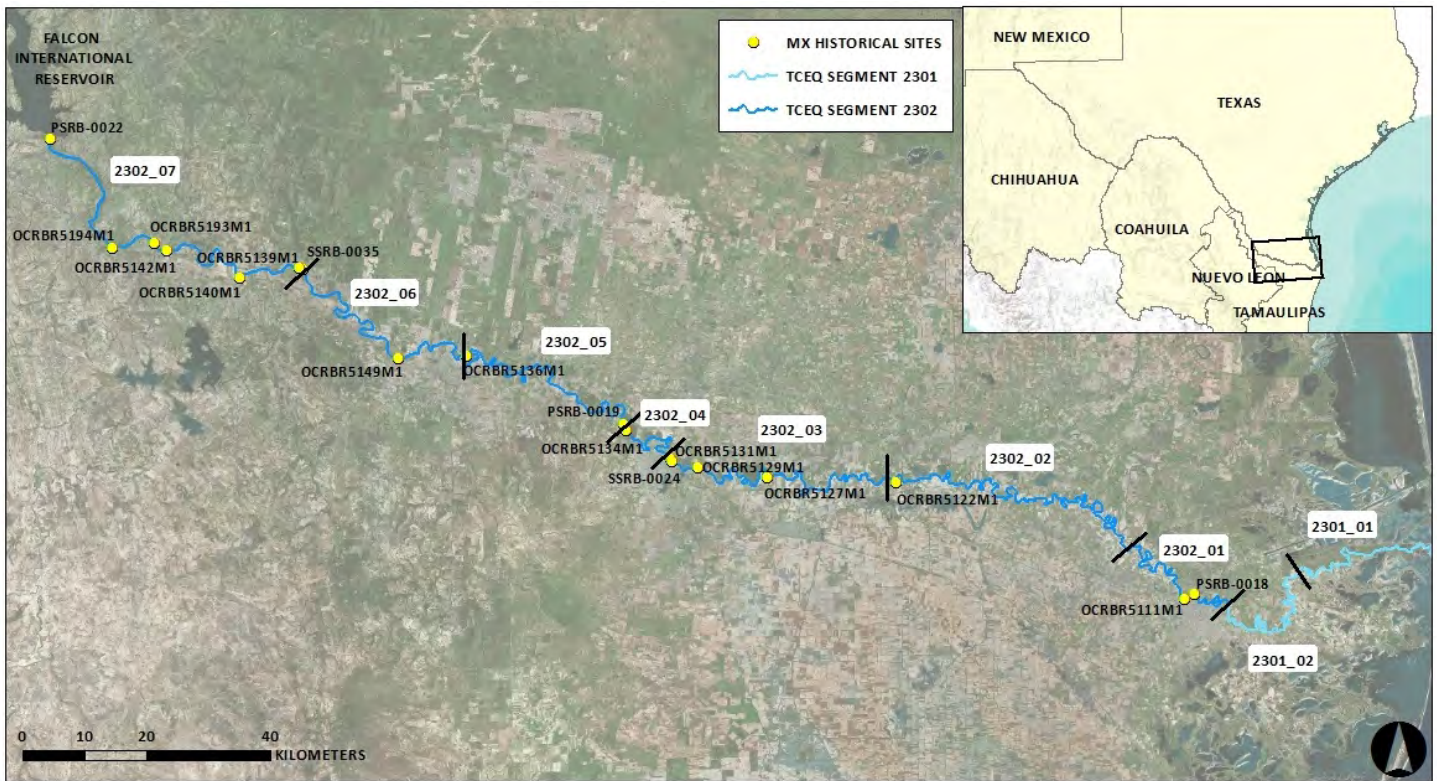 FALCON
INTERNATIONAL
RESERVOIR
PSRB-0022
2302_07
OCRBR5193M1
OCRBR5194M1
OCRBR5142M1
OCRBR5139M1
SSRB-0035
OCRBR5140M1
2302_06
2302_05
OCRBR5149M1
OCRBR5136M1
PSRB-0019
2302_04
2302_03
OCRBR5134M1
OCRBR5131M1
OCRBR5129M1
SSRB-0024
OCRBR5127M1
2302_02
OCRBR5122M1
2301_01
2302_01
PSRB-0018
OCRBR5111M1
2301_02
MX HISTORICAL SITES
TCEQ SEGMENT 2301
TCEQ SEGMENT 2302
NEW MEXICO
TEXAS
CHIHUAHUA
COAHUILA
NUEVO LEON
TAMAULIPAS
0 10 20 40
KILOMETERS